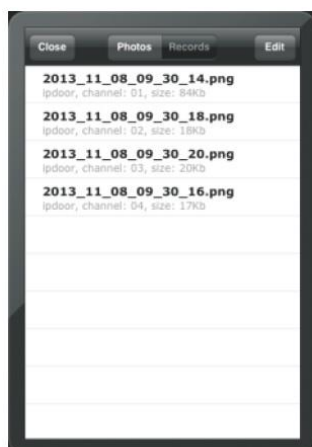 Close Photos Records Edit
2013_11_08_09_30_14.png
ipdoor, channel: 01, size: 84Kb
2013_11_08_09_30_18.png
ipdoor, channel: 02, size: 18Kb
2013_11_08_09_30_20.png
ipdoor, channel: 03, size: 20Kb
2013_11_08_09_30_16.png
ipdoor, channel: 04, size: 17Kb